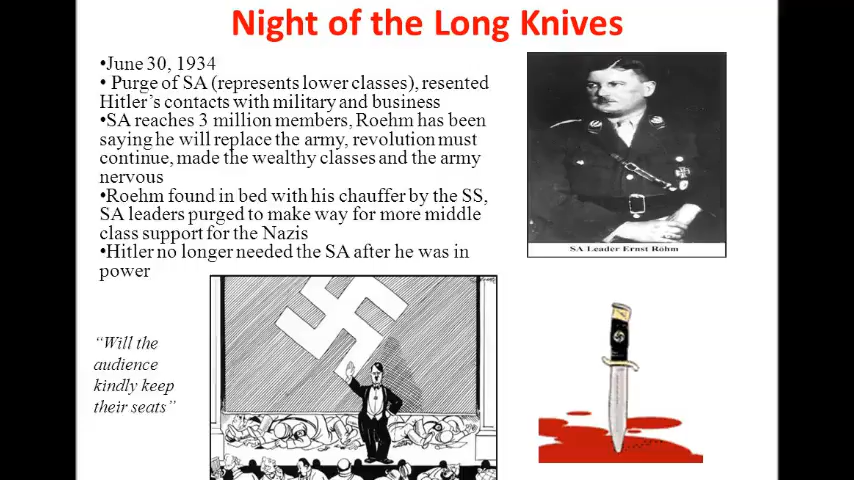 Night of the Long Knives
•June 30, 1934
• Purge of SA (represents lower classes), resented
Hitler's contacts with military and business
•SA reaches 3 million members, Roehm has been
saying he will replace the army, revolution must
continue, made the wealthy classes and the army
nervous
•Roehm found in bed with his chauffer by the SS,
SA leaders purged to make way for more middle
class support for the Nazis
•Hitler no longer needed the SA after he was in
power
SA Leader Ernst Röhm
“Will the
audience
kindly keep
their seats”